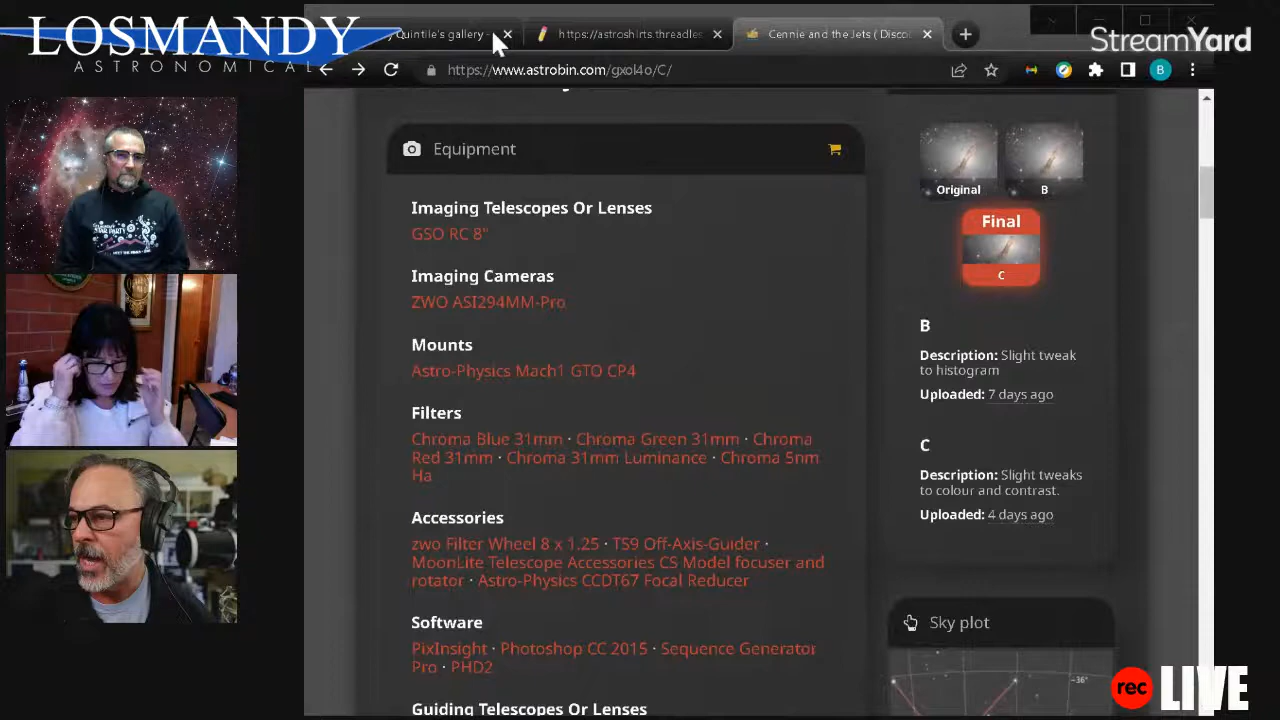 LOSMANDY
ASTRONOMICAL
Quintile's gallery
https://astroshirts.threadles
Cennie and the Jets ( Discor
StreamYard
https://www.astrobin.com/gxol4o/C/
B
Equipment
Imaging Telescopes Or Lenses
GSO RC 8"
Imaging Cameras
ZWO ASI294MM-Pro
Mounts
Astro-Physics Mach1 GTO CP4
Filters
Chroma Blue 31mm · Chroma Green 31mm · Chroma
Red 31mm · Chroma 31mm Luminance · Chroma 5nm
Ha
Accessories
zwo Filter Wheel 8 x 1.25 · TS9 Off-Axis-Guider ·
MoonLite Telescope Accessories CS Model focuser and
rotator · Astro-Physics CCDT67 Focal Reducer
Software
PixInsight · Photoshop CC 2015 · Sequence Generator
Pro · PHD2
Guiding Telescopes Or Lenses
Original
B
Final
C
B
Description: Slight tweak
to histogram
Uploaded: 7 days ago
C
Description: Slight tweaks
to colour and contrast.
Uploaded: 4 days ago
Sky plot
-36°
rec LIVE